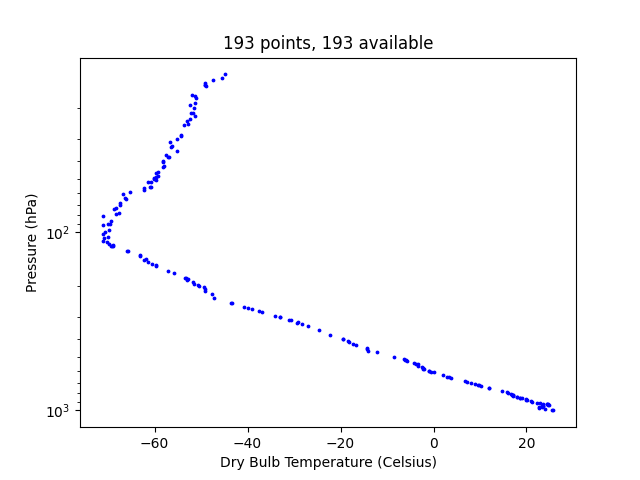 193 points, 193 available
10²
10³
Pressure (hPa)
−60
−40
−20
0
20
Dry Bulb Temperature (Celsius)